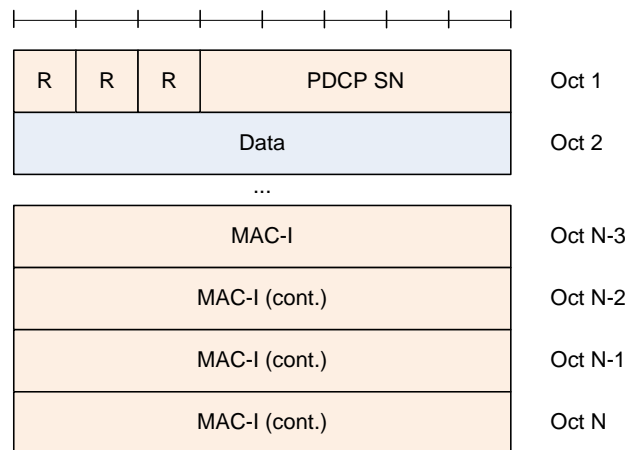 R R R PDCP SN Oct 1
Data Oct 2
...
MAC-I Oct N-3
MAC-I (cont.) Oct N-2
MAC-I (cont.) Oct N-1
MAC-I (cont.) Oct N